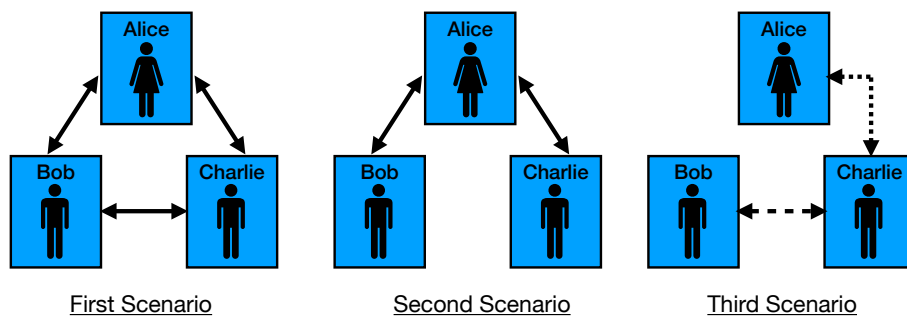 Alice
Bob
Charlie
First Scenario
Alice
Bob
Charlie
Second Scenario
Alice
Bob
Charlie
Third Scenario